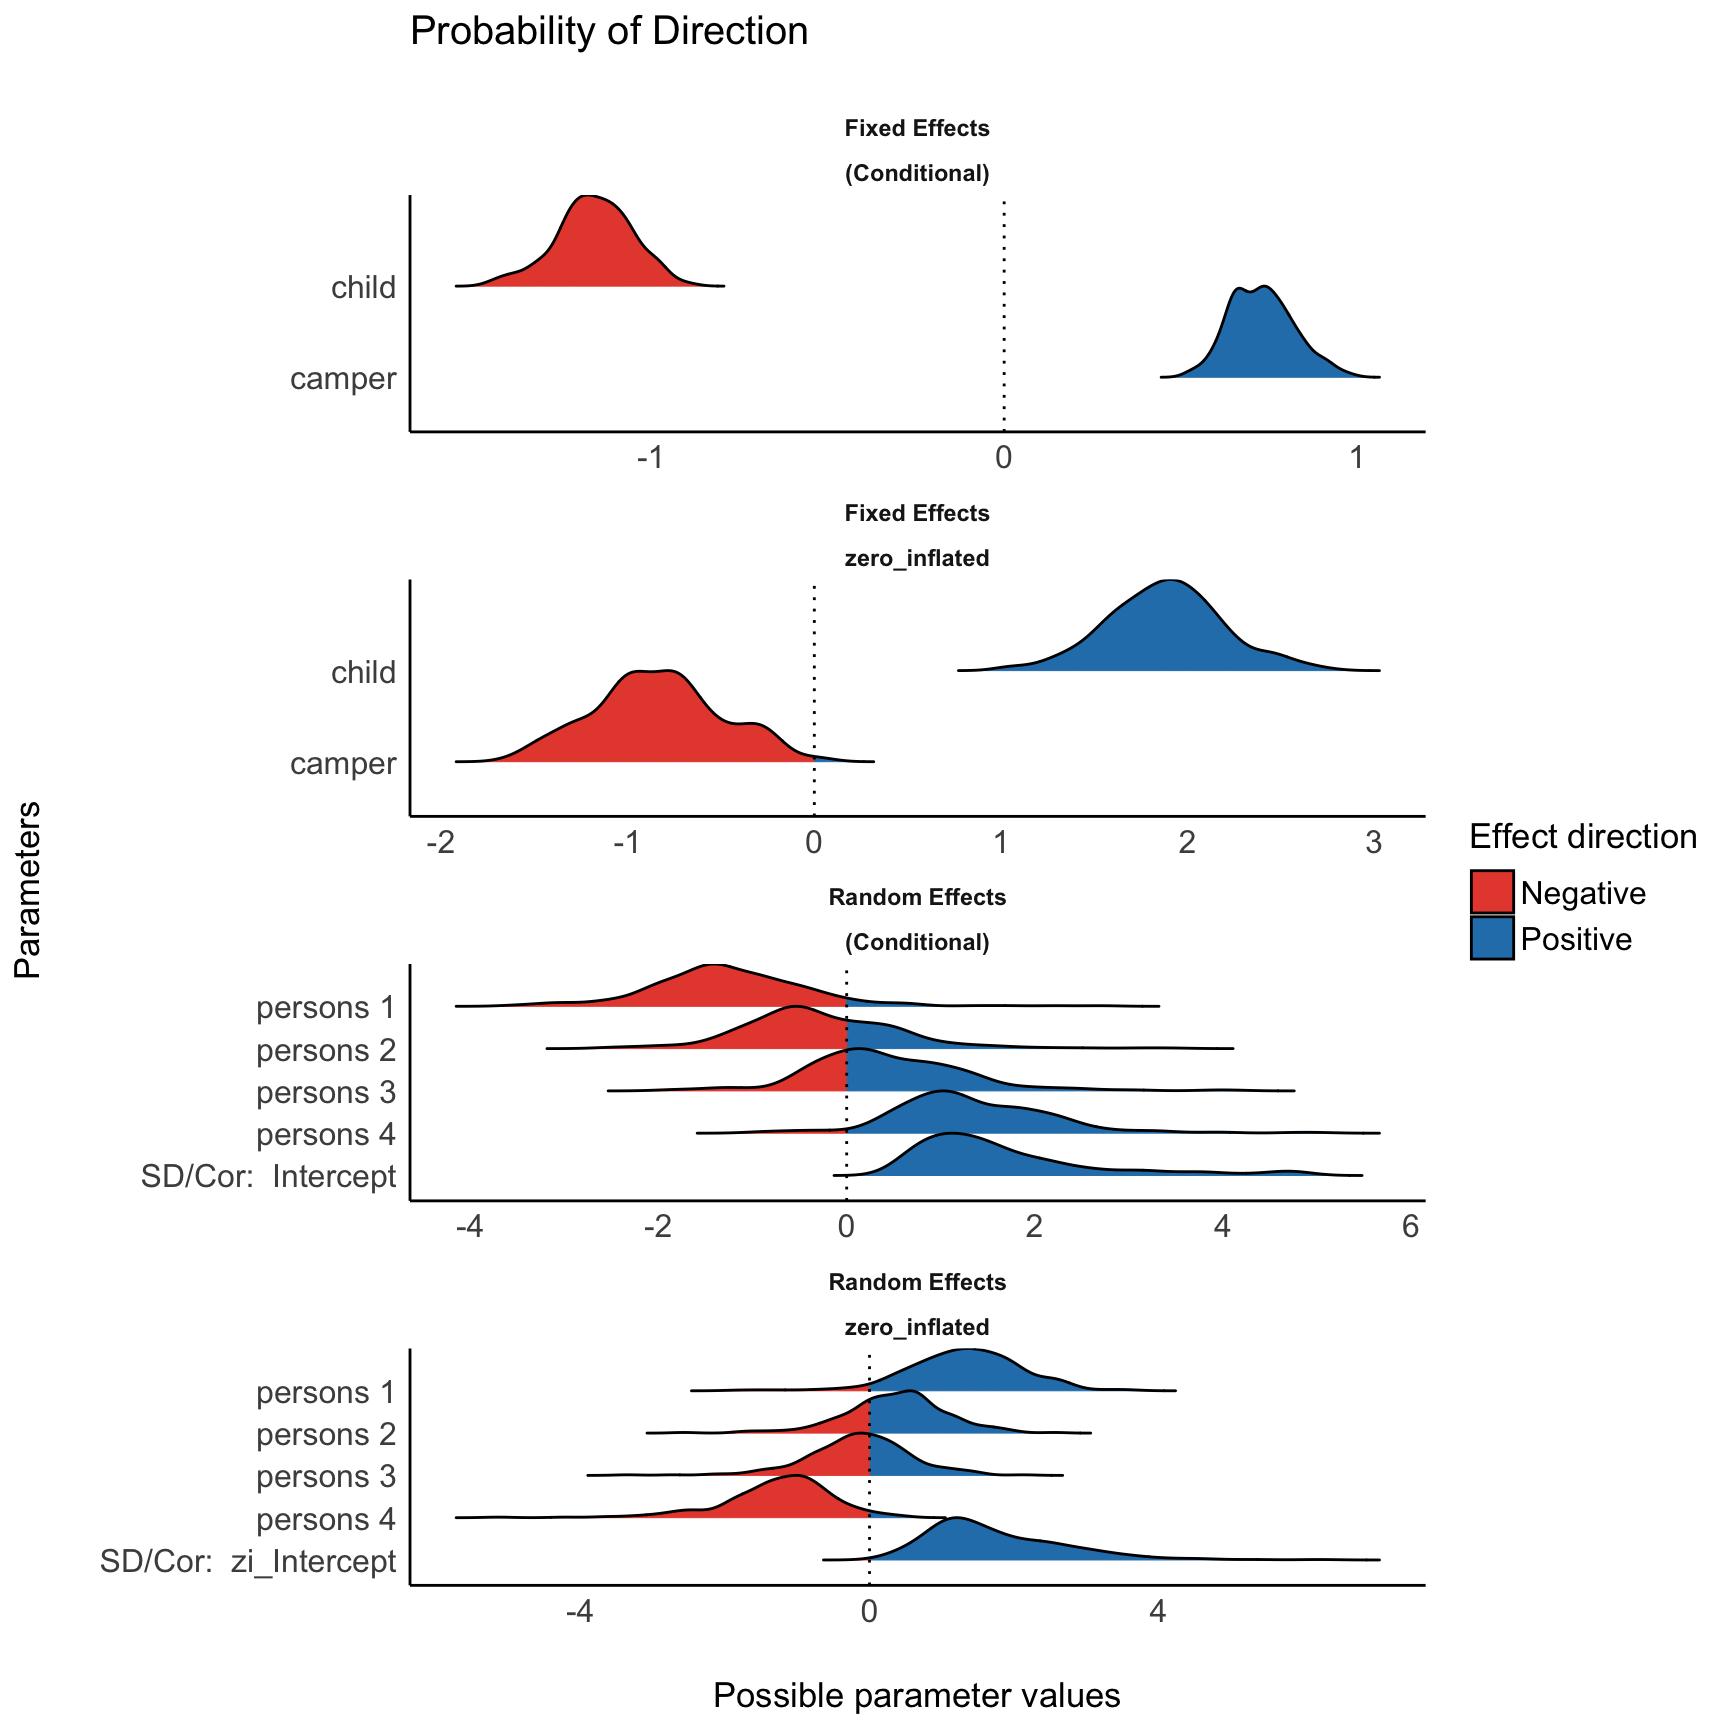 Probability of Direction
Fixed Effects
(Conditional)
child
camper
-1 0 1
Fixed Effects
zero_inflated
child
camper
-2 -1 0 1 2 3
Random Effects
(Conditional)
persons 1
persons 2
persons 3
persons 4
SD/Cor: Intercept
-4 -2 0 2 4 6
Random Effects
zero_inflated
persons 1
persons 2
persons 3
persons 4
SD/Cor: zi_Intercept
-4 0 4
Possible parameter values
Parameters
Effect direction
Negative
Positive